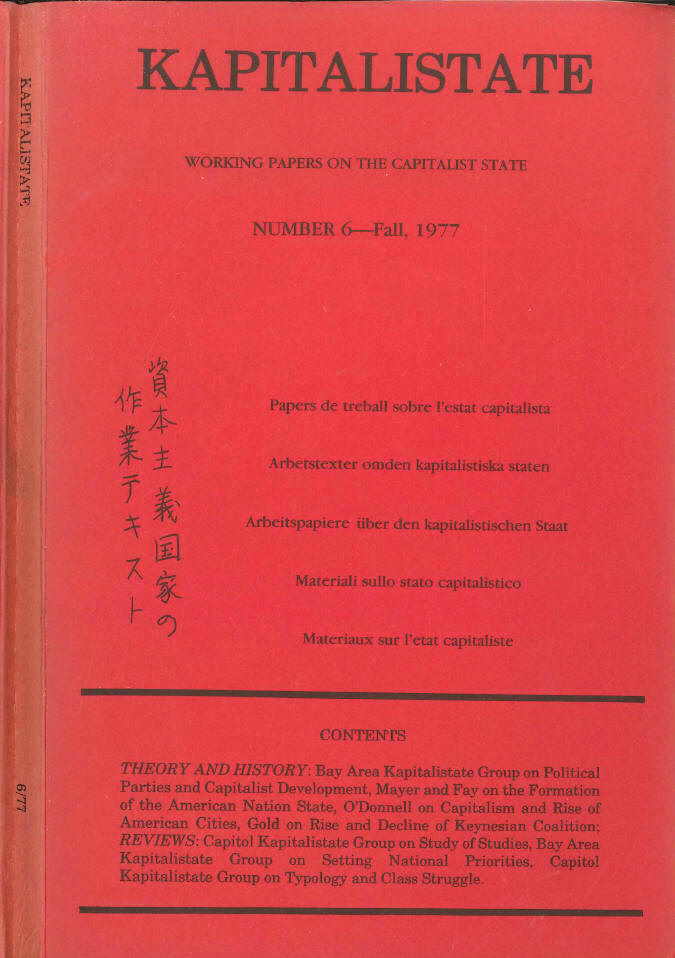 KAPITALISTATE
KAPITALISTATE
WORKING PAPERS ON THE CAPITALIST STATE
NUMBER 6—Fall, 1977
資本主義国家の
作業テキスト
Papers de treball sobre l'estat capitalista
Arbetstexter omden kapitalistiska staten
Arbeitspapiere über den kapitalistischen Staat
Materiali sullo stato capitalistico
Materiaux sur l'etat capitaliste
CONTENTS
THEORY AND HISTORY: Bay Area Kapitalistate Group on Political
Parties and Capitalist Development, Mayer and Fay on the Formation
of the American Nation State, O'Donnell on Capitalism and Rise of
American Cities, Gold on Rise and Decline of Keynesian Coalition;
REVIEWS: Capitol Kapitalistate Group on Study of Studies, Bay Area
Kapitalistate Group on Setting National Priorities, Capitol
Kapitalistate Group on Typology and Class Struggle.
6/77